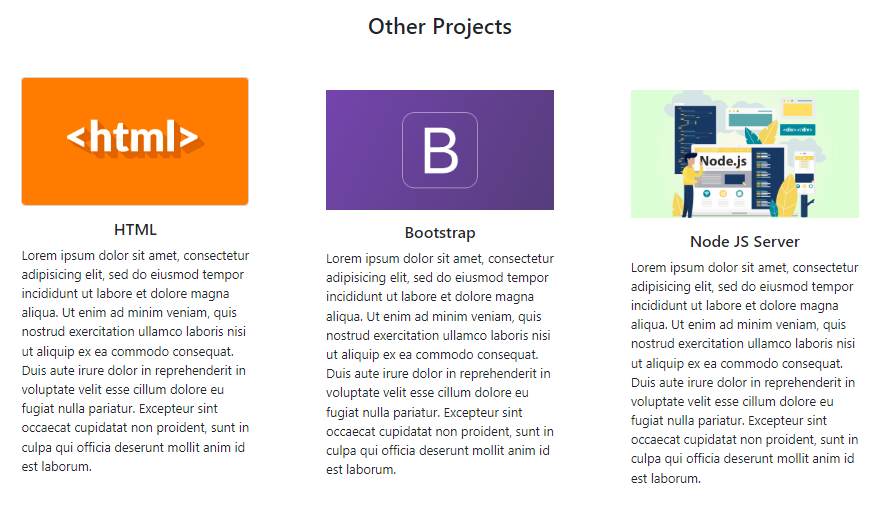 Other Projects
<html>
HTML
Lorem ipsum dolor sit amet, consectetur
adipisicing elit, sed do eiusmod tempor
incididunt ut labore et dolore magna
aliqua. Ut enim ad minim veniam, quis
nostrud exercitation ullamco laboris nisi
ut aliquip ex ea commodo consequat.
Duis aute irure dolor in reprehenderit in
voluptate velit esse cillum dolore eu
fugiat nulla pariatur. Excepteur sint
occaecat cupidatat non proident, sunt in
culpa qui officia deserunt mollit anim id
est laborum.
B
Bootstrap
Lorem ipsum dolor sit amet, consectetur
adipisicing elit, sed do eiusmod tempor
incididunt ut labore et dolore magna
aliqua. Ut enim ad minim veniam, quis
nostrud exercitation ullamco laboris nisi
ut aliquip ex ea commodo consequat.
Duis aute irure dolor in reprehenderit in
voluptate velit esse cillum dolore eu
fugiat nulla pariatur. Excepteur sint
occaecat cupidatat non proident, sunt in
culpa qui officia deserunt mollit anim id
est laborum.
<div></div>
Node.js
Node JS Server
Lorem ipsum dolor sit amet, consectetur
adipisicing elit, sed do eiusmod tempor
incididunt ut labore et dolore magna
aliqua. Ut enim ad minim veniam, quis
nostrud exercitation ullamco laboris nisi
ut aliquip ex ea commodo consequat.
Duis aute irure dolor in reprehenderit in
voluptate velit esse cillum dolore eu
fugiat nulla pariatur. Excepteur sint
occaecat cupidatat non proident, sunt in
culpa qui officia deserunt mollit anim id
est laborum.